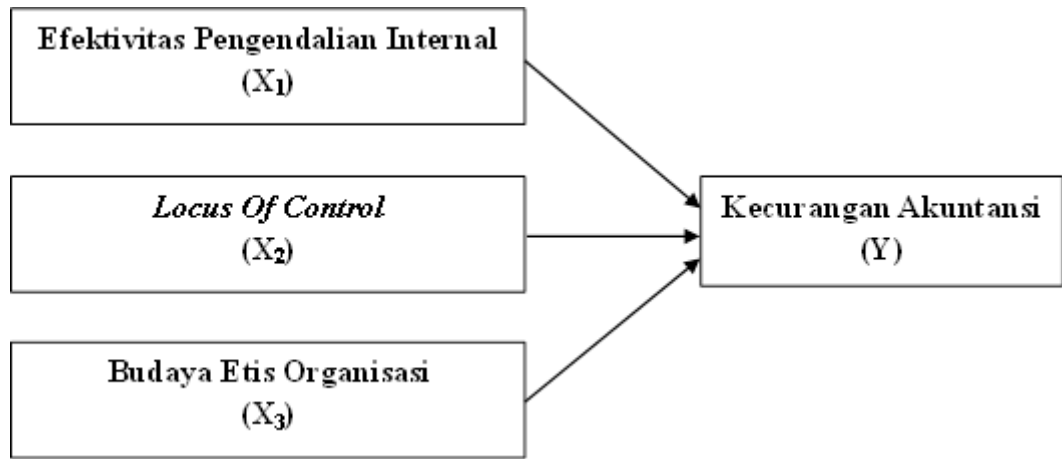 Efektivitas Pengendalian Internal
(X₁)
Locus Of Control
(X₂)
Kecurangan Akuntansi
(Y)
Budaya Etis Organisasi
(X₃)